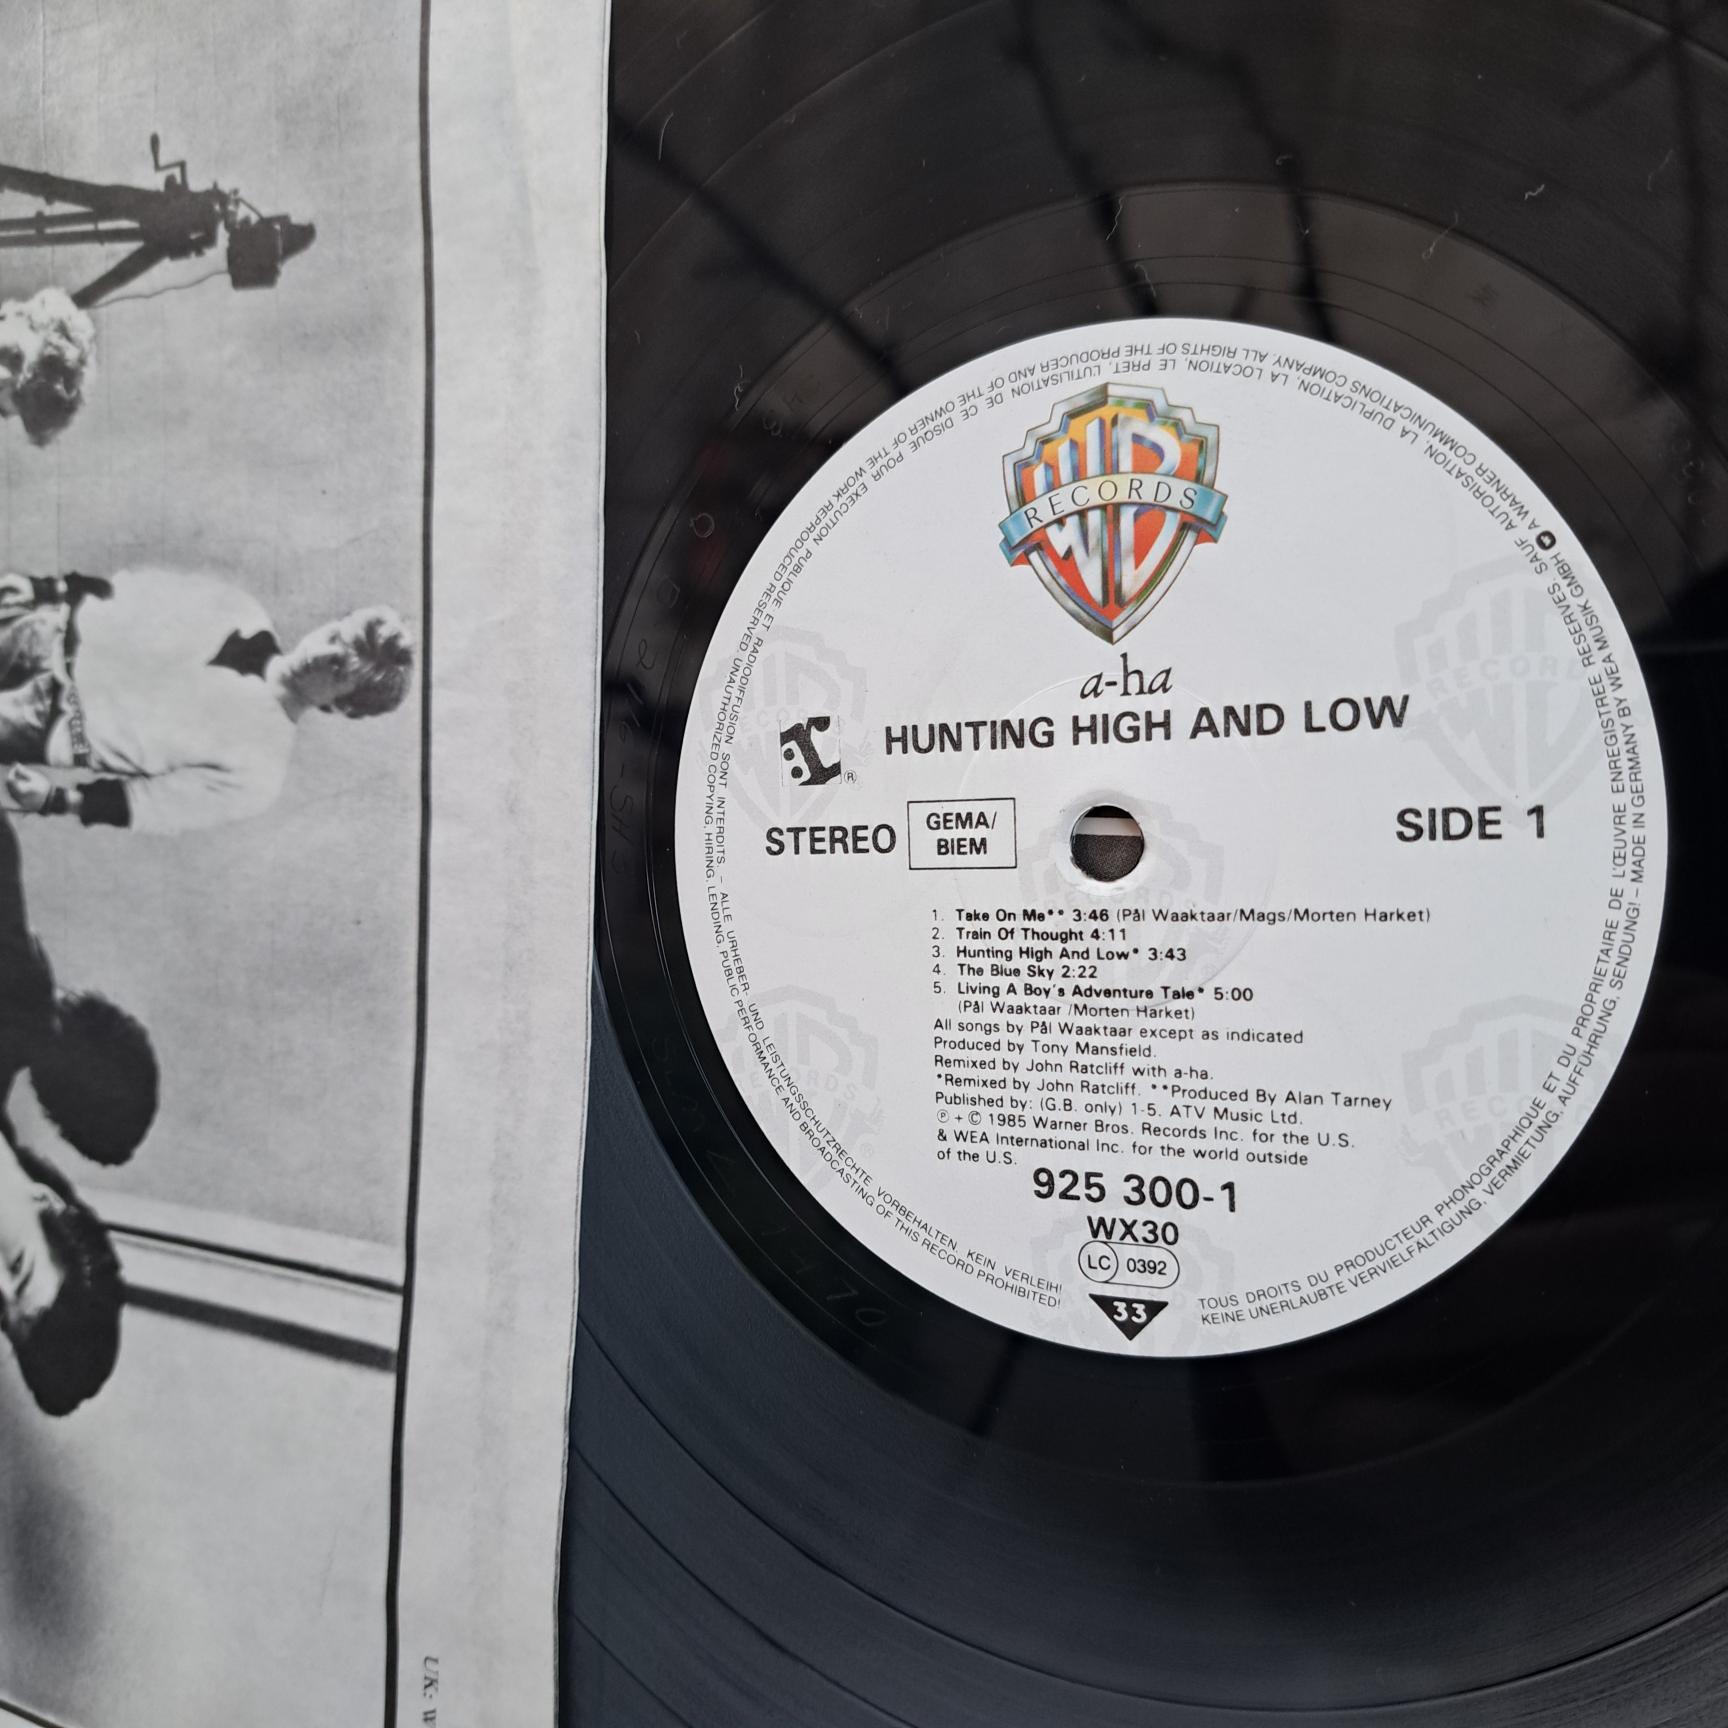 RECORDS
a-ha
HUNTING HIGH AND LOW
®
STEREO
GEMA/
BIEM
SIDE 1
1. Take On Me** 3:46 (Pål Waaktaar/Mags/Morten Harket)
2. Train Of Thought 4:11
3. Hunting High And Low* 3:43
4. The Blue Sky 2:22
5. Living A Boy's Adventure Tale* 5:00
(Pål Waaktaar /Morten Harket)
All songs by Pål Waaktaar except as indicated
Produced by Tony Mansfield.
Remixed by John Ratcliff with a-ha.
*Remixed by John Ratcliff. **Produced By Alan Tarney
Published by: (G.B. only) 1-5. ATV Music Ltd.
℗ + © 1985 Warner Bros. Records Inc. for the U.S.
& WEA International Inc. for the world outside
of the U.S.
925 300-1
WX30
LC 0392
33
TOUS DROITS DU PRODUCTEUR PHONOGRAPHIQUE ET DU PROPRIETAIRE DE L'ŒUVRE ENREGISTREE RESERVES. SAUF AUTORISATION, LA DUPLICATION, LA LOCATION, LE PRET, L'UTILISATION DE CE DISQUE POUR EXECUTION PUBLIQUE ET RADIODIFFUSION SONT INTERDITS. – ALLE URHEBER- UND LEISTUNGSSCHUTZRECHTE VORBEHALTEN. KEIN VERLEIH!
KEINE UNERLAUBTE VERVIELFÄLTIGUNG, VERMIETUNG, AUFFÜHRUNG, SENDUNG! – MADE IN GERMANY BY WEA MUSIK GMBH A WARNER COMMUNICATIONS COMPANY. ALL RIGHTS OF THE PRODUCER AND OF THE OWNER OF THE WORK REPRODUCED RESERVED. UNAUTHORIZED COPYING, HIRING, LENDING, PUBLIC PERFORMANCE AND BROADCASTING OF THIS RECORD PROHIBITED!
UK: W